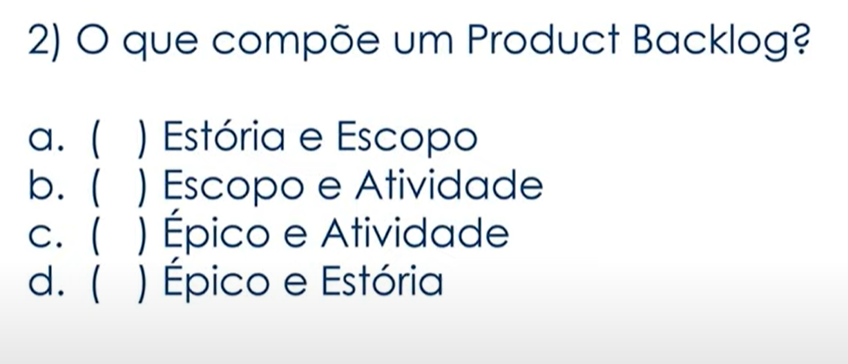 2) O que compõe um Product Backlog?
a. ( ) Estória e Escopo
b. ( ) Escopo e Atividade
c. ( ) Épico e Atividade
d. ( ) Épico e Estória